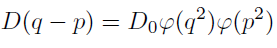 D(q − p) = D₀φ(q²)φ(p²)